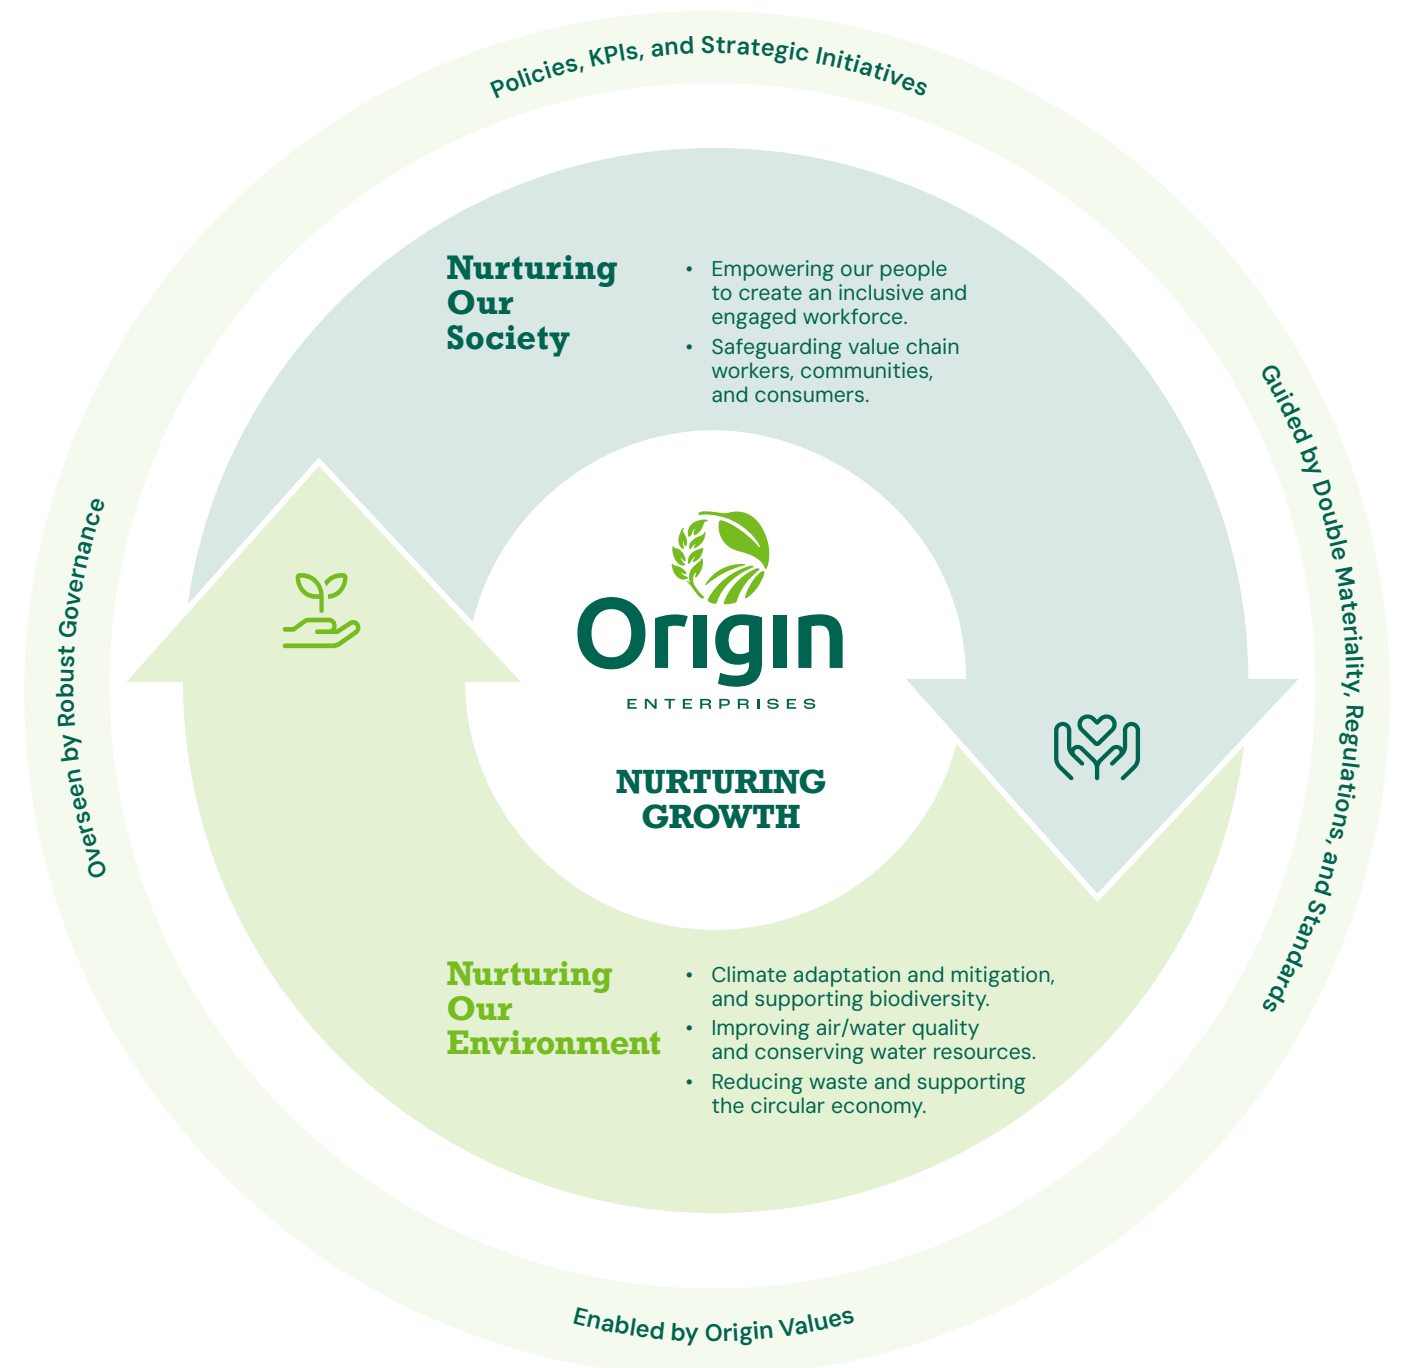 Policies, KPIs, and Strategic Initiatives
Nurturing
Our
Society
• Empowering our people
to create an inclusive and
engaged workforce.
• Safeguarding value chain
workers, communities,
and consumers.
Guided by Double Materiality, Regulations, and Standards
Overseen by Robust Governance
Origin
ENTERPRISES
NURTURING
GROWTH
Nurturing
Our
Environment
• Climate adaptation and mitigation,
and supporting biodiversity.
• Improving air/water quality
and conserving water resources.
• Reducing waste and supporting
the circular economy.
Enabled by Origin Values